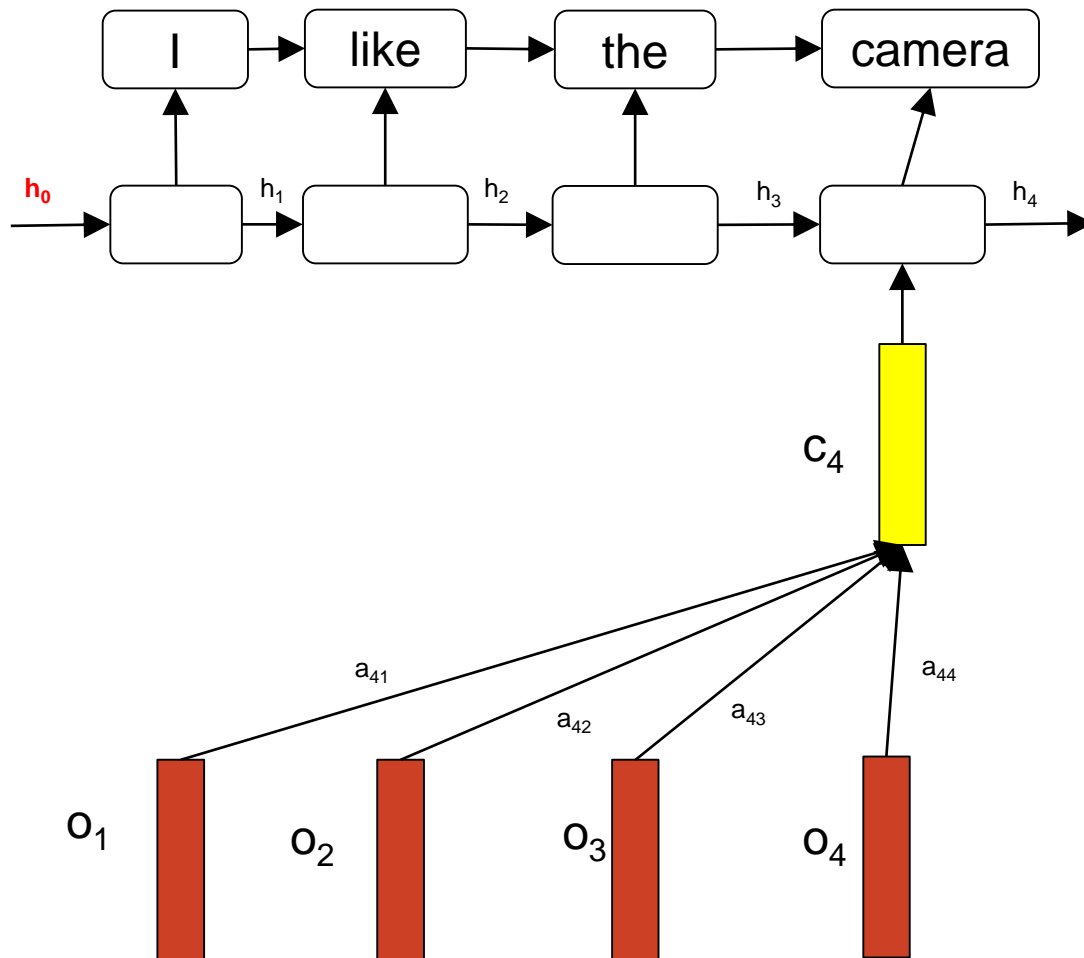 I like the camera
h₀ h₁ h₂ h₃ h₄
c₄
a₄₁ a₄₂ a₄₃ a₄₄
o₁ o₂ o₃ o₄